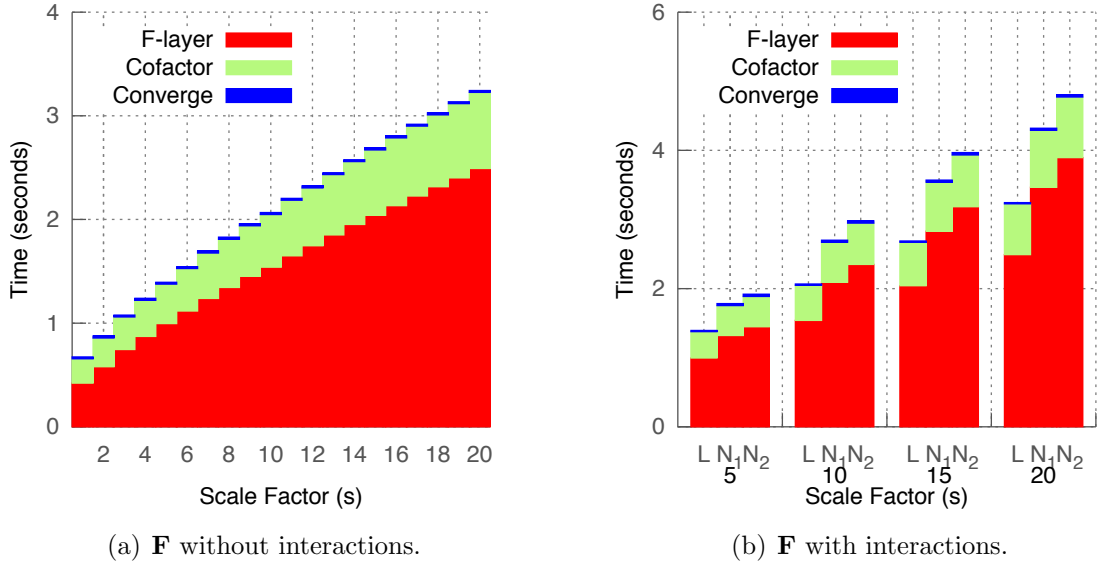 4
3
2
1
0
Time (seconds)
F-layer
Cofactor
Converge
2 4 6 8 10 12 14 16 18 20
Scale Factor (s)
(a) F without interactions.
6
4
2
0
Time (seconds)
F-layer
Cofactor
Converge
L N₁N₂ L N₁N₂ L N₁N₂ L N₁N₂
5 10 15 20
Scale Factor (s)
(b) F with interactions.